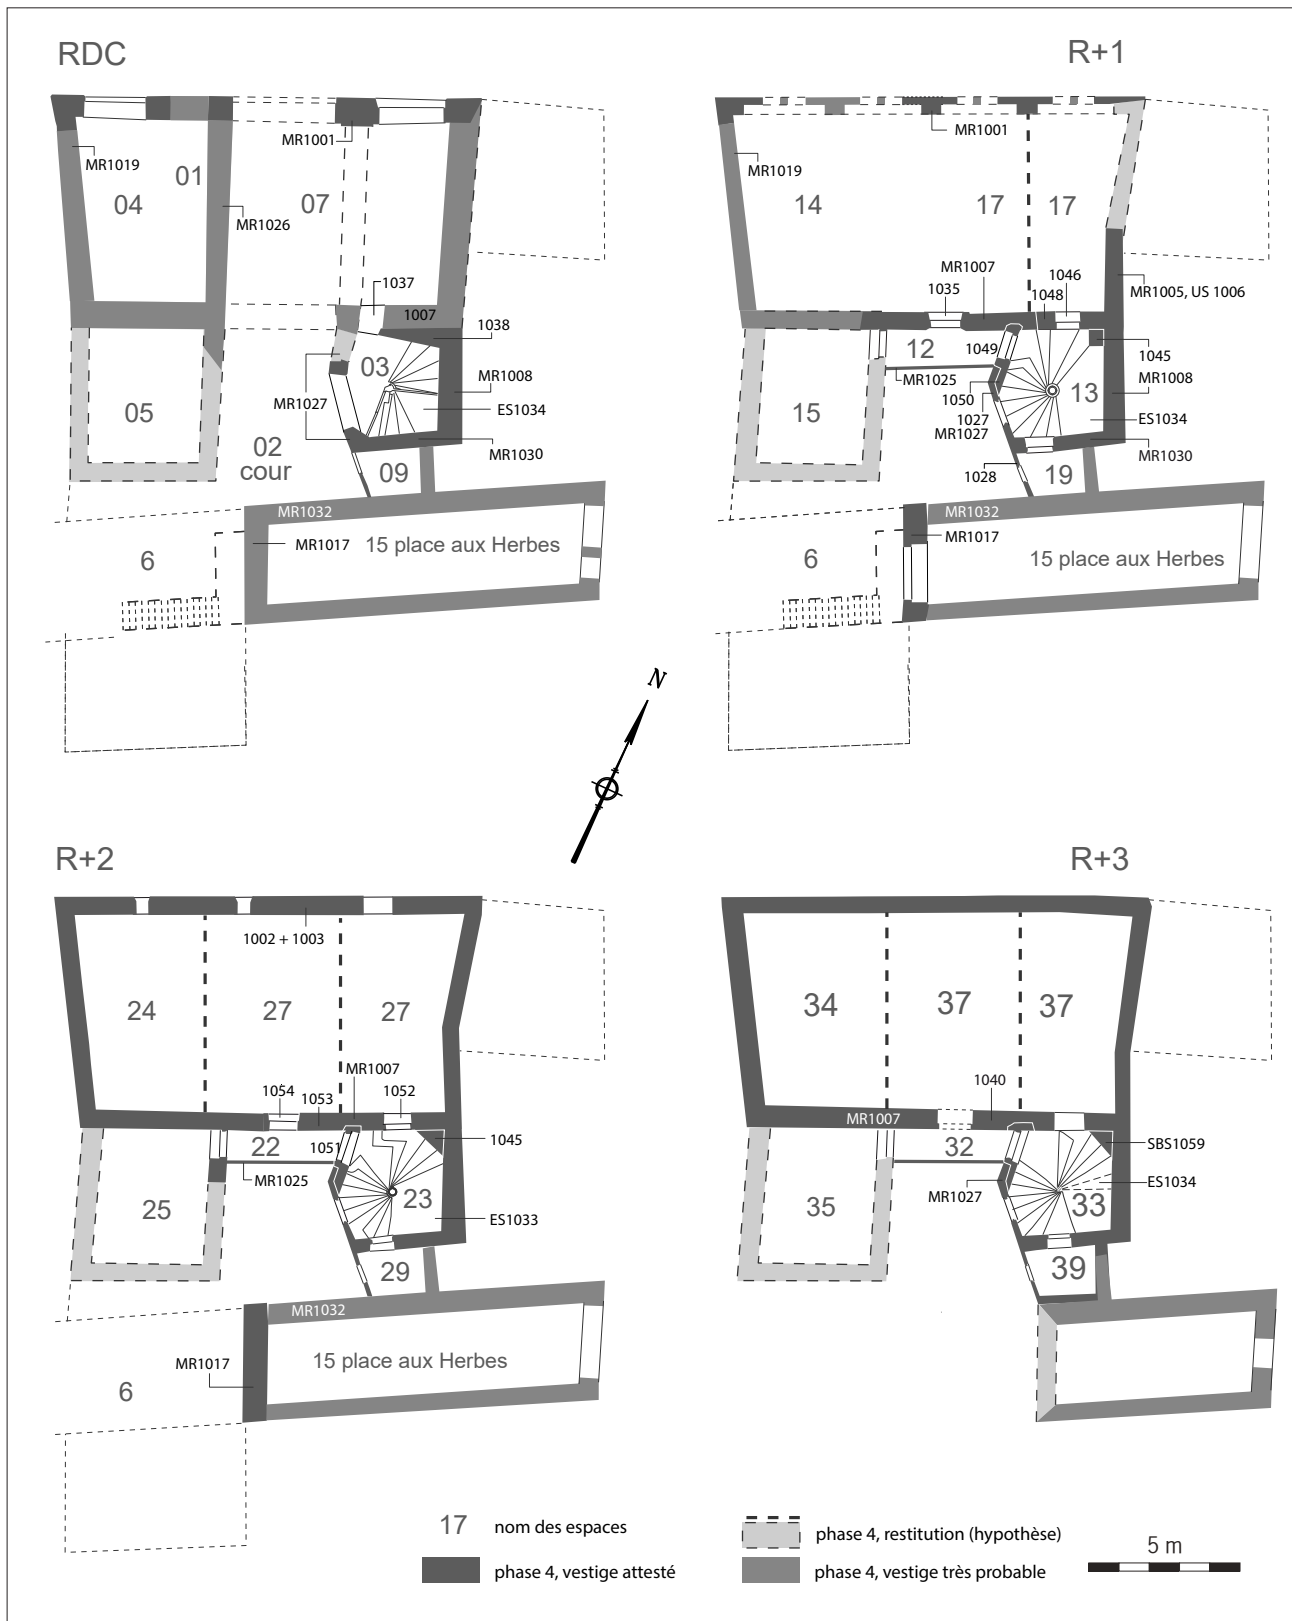 RDC
MR1001
MR1019
01
04
07
MR1026
1037
1007
1038
03
MR1008
MR1027
ES1034
05
02
cour
MR1030
09
MR1032
MR1017
15 place aux Herbes
6
R+1
MR1001
MR1019
14
17
17
MR1007
1046
1035
1048
MR1005, US 1006
12
1049
1045
MR1025
MR1008
1050
13
15
1027
ES1034
MR1027
MR1030
1028
19
MR1032
MR1017
15 place aux Herbes
6
N
R+2
1002 + 1003
24
27
27
MR1007
1054
1053
1052
22
1051
1045
MR1025
23
25
ES1033
29
MR1032
15 place aux Herbes
MR1017
6
R+3
34
37
37
1040
MR1007
32
SBS1059
MR1027
ES1034
35
33
39
17 nom des espaces
phase 4, vestige attesté
phase 4, restitution (hypothèse)
phase 4, vestige très probable
5 m